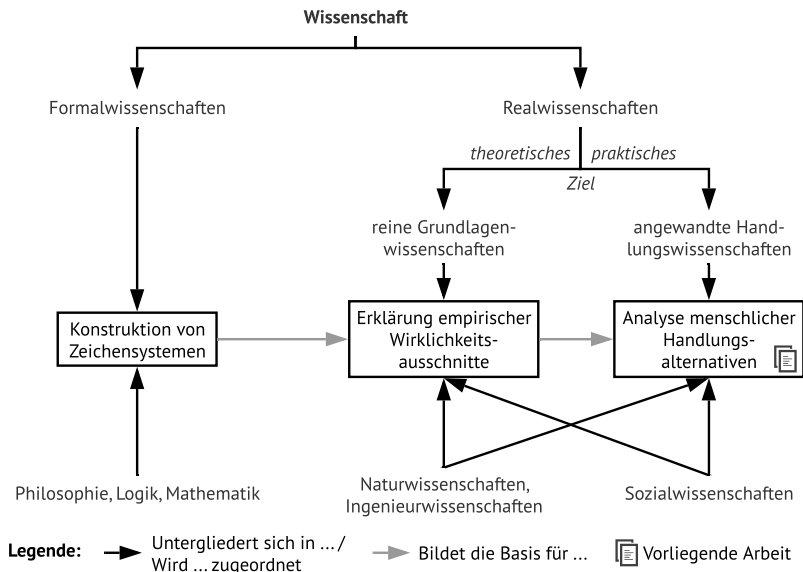 Wissenschaft
Formalwissenschaften
Realwissenschaften
theoretisches praktisches
Ziel
reine Grundlagen-
wissenschaften
angewandte Hand-
lungswissenschaften
Konstruktion von
Zeichensystemen
Erklärung empirischer
Wirklichkeits-
ausschnitte
Analyse menschlicher
Handlungs-
alternativen
Philosophie, Logik, Mathematik
Naturwissenschaften,
Ingenieurwissenschaften
Sozialwissenschaften
Legende:
Untergliedert sich in ... /
Wird ... zugeordnet
Bildet die Basis für ...
Vorliegende Arbeit